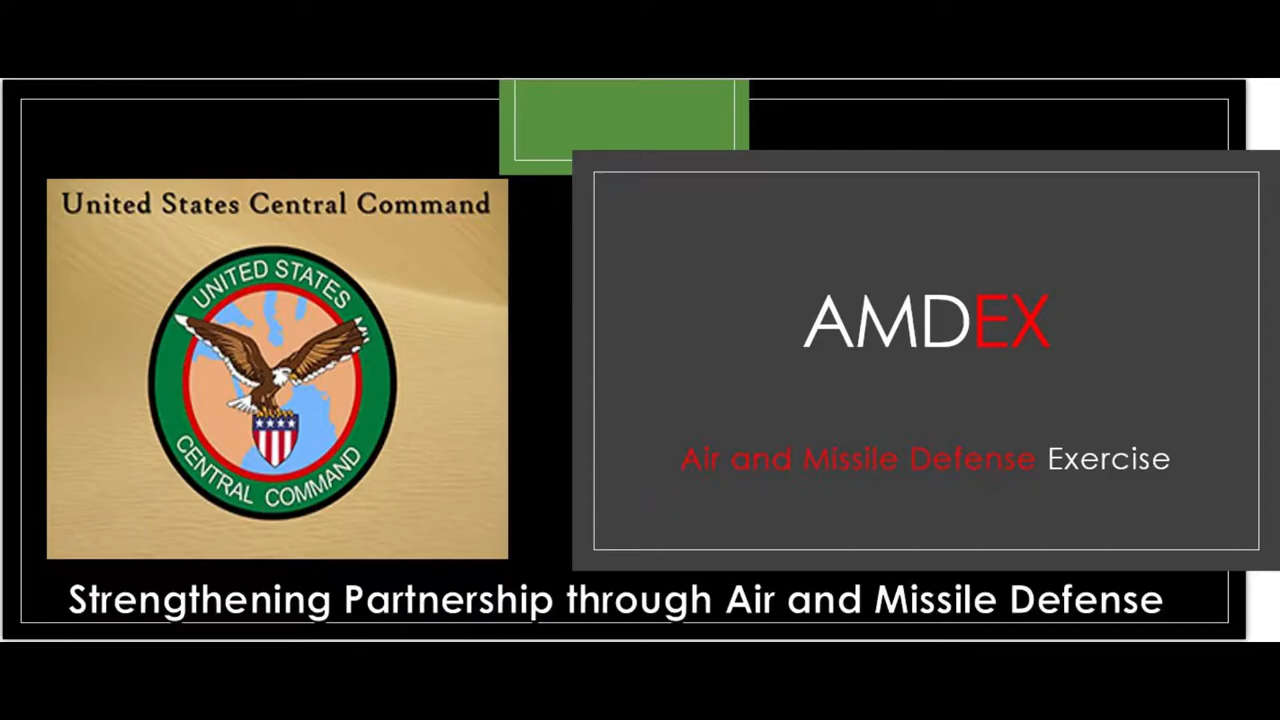 United States Central Command
UNITED STATES
CENTRAL COMMAND
AMDEX
Air and Missile Defense Exercise
Strengthening Partnership through Air and Missile Defense